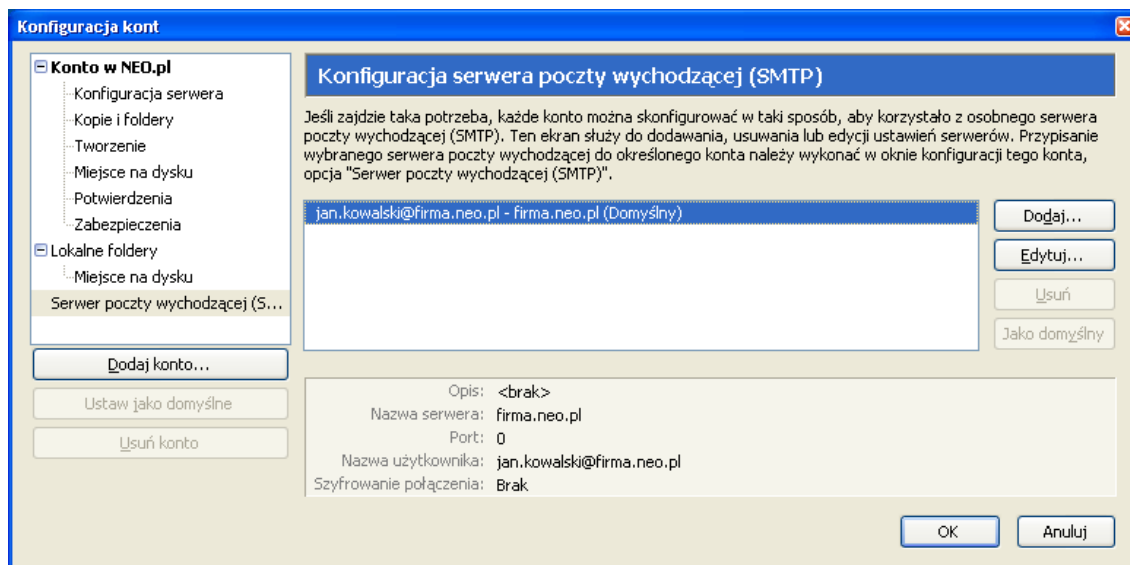 Konfiguracja kont
Konto w NEO.pl
Konfiguracja serwera
Kopie i foldery
Tworzenie
Miejsce na dysku
Potwierdzenia
Zabezpieczenia
Lokalne foldery
Miejsce na dysku
Serwer poczty wychodzącej (S...
Dodaj konto...
Ustaw jako domyślne
Usuń konto
Konfiguracja serwera poczty wychodzącej (SMTP)
Jeśli zajdzie taka potrzeba, każde konto można skonfigurować w taki sposób, aby korzystało z osobnego serwera
poczty wychodzącej (SMTP). Ten ekran służy do dodawania, usuwania lub edycji ustawień serwerów. Przypisanie
wybranego serwera poczty wychodzącej do określonego konta należy wykonać w oknie konfiguracji tego konta,
opcja "Serwer poczty wychodzącej (SMTP)".
jan.kowalski@firma.neo.pl - firma.neo.pl (Domyślny)
Dodaj...
Edytuj...
Usuń
Jako domyślny
Opis: <brak>
Nazwa serwera: firma.neo.pl
Port: 0
Nazwa użytkownika: jan.kowalski@firma.neo.pl
Szyfrowanie połączenia: Brak
OK
Anuluj